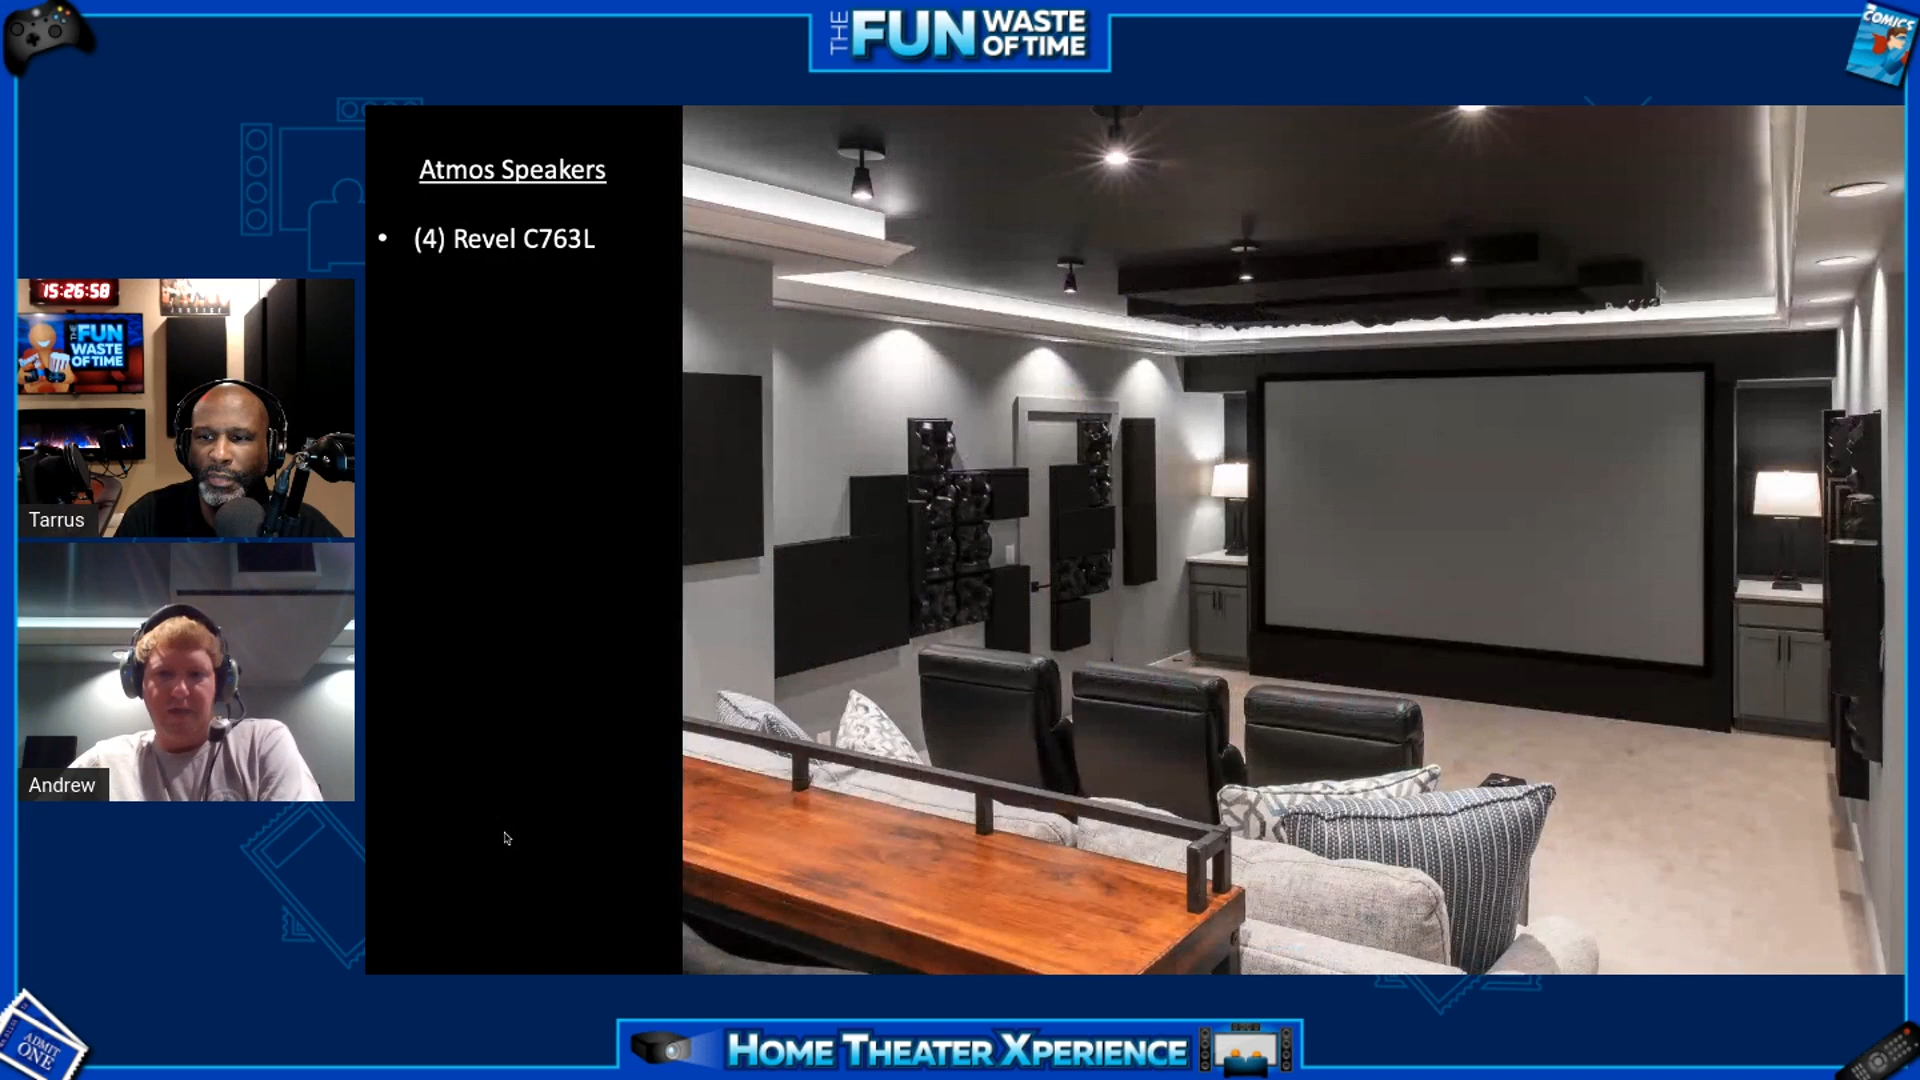 THE FUN WASTE OF TIME
COMICS
Atmos Speakers
• (4) Revel C763L
15:26:58
THE FUN
WASTE
OF TIME
Tarrus
Andrew
ADMIT
ONE
HOME THEATER XPERIENCE